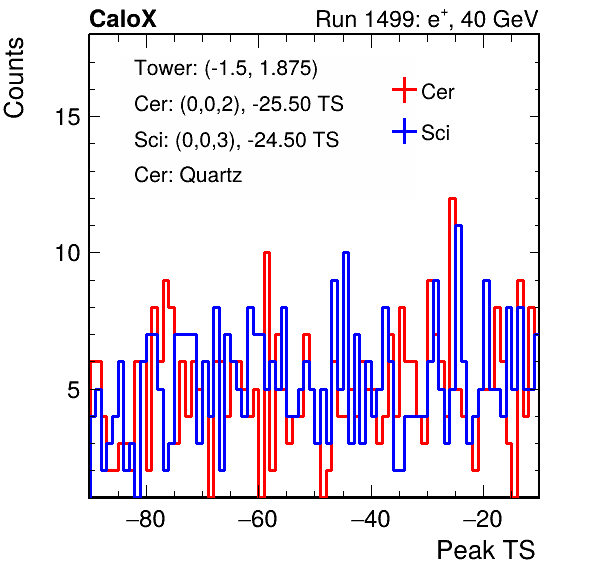 CaloX Run 1499: e+, 40 GeV
Counts
Tower: (-1.5, 1.875)
Cer: (0,0,2), -25.50 TS
Sci: (0,0,3), -24.50 TS
Cer: Quartz
Cer
Sci
15
10
5
−80 −60 −40 −20
Peak TS